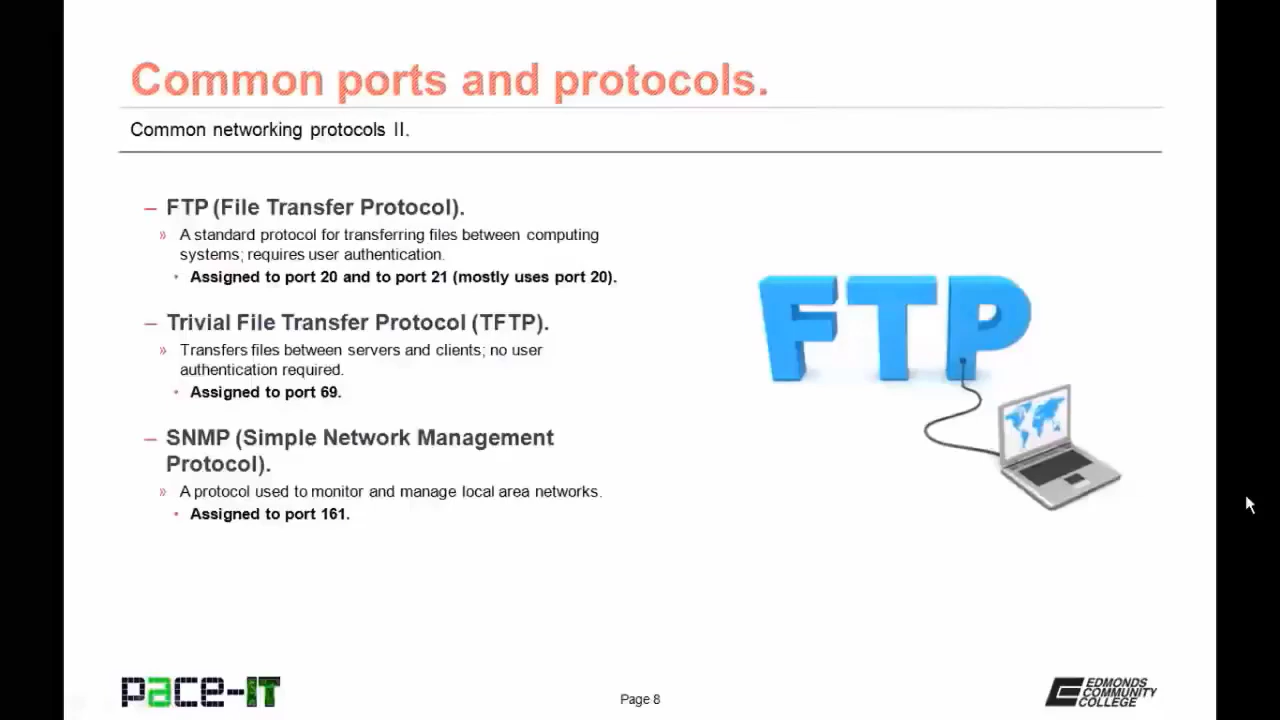 Common ports and protocols.
Common networking protocols II.
– FTP (File Transfer Protocol).
» A standard protocol for transferring files between computing
systems; requires user authentication.
• Assigned to port 20 and to port 21 (mostly uses port 20).
– Trivial File Transfer Protocol (TFTP).
» Transfers files between servers and clients; no user
authentication required.
• Assigned to port 69.
– SNMP (Simple Network Management
Protocol).
» A protocol used to monitor and manage local area networks.
• Assigned to port 161.
FTP
pace-IT
Page 8
EDMONDS
COMMUNITY
COLLEGE